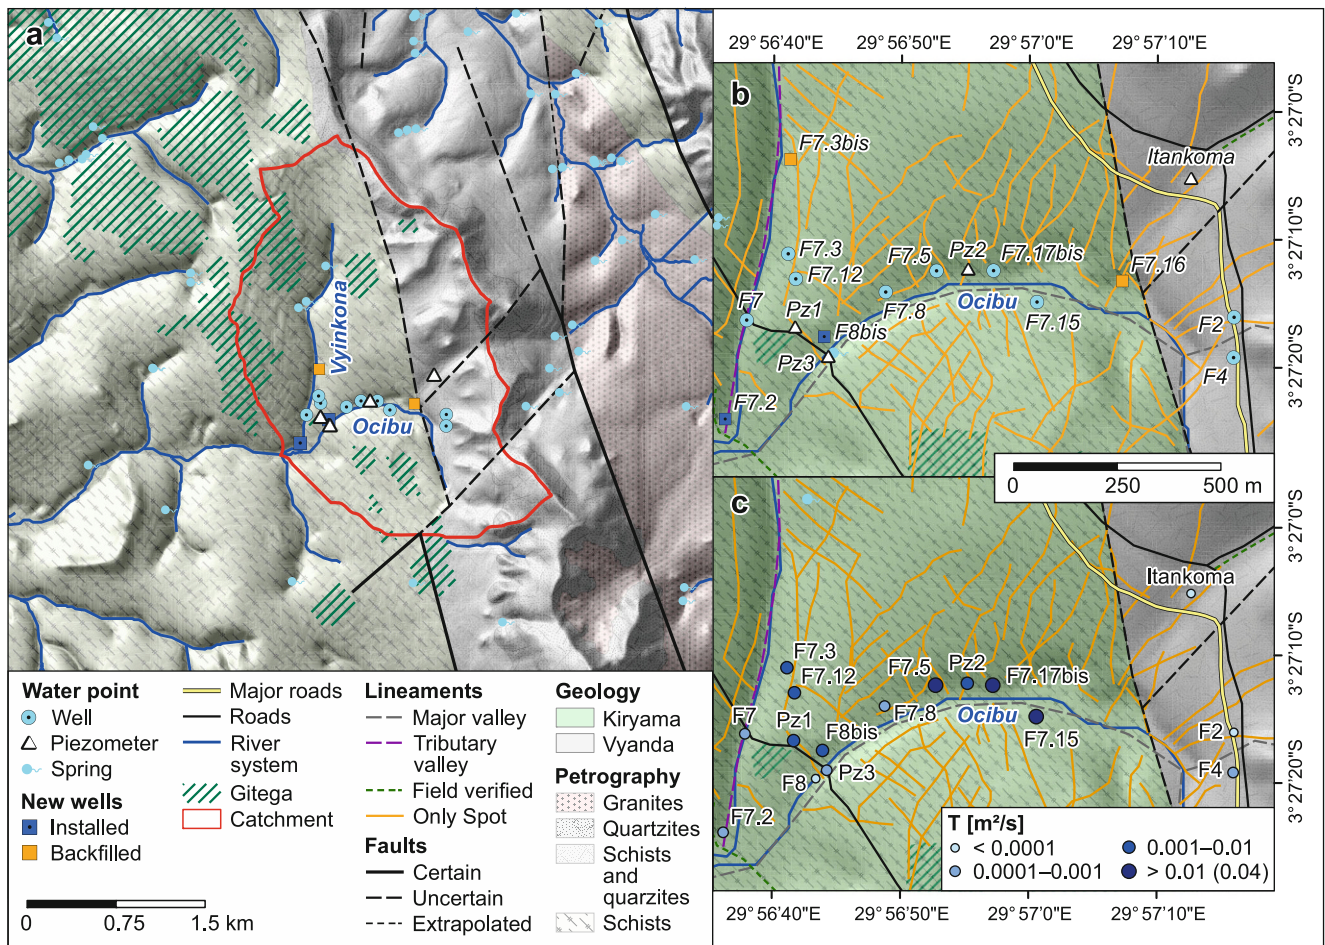 a
Vyinkona
Ocibu
Water point
Well
Piezometer
Spring
New wells
Installed
Backfilled
0 0.75 1.5 km
Major roads
Roads
River
system
Gitega
Catchment
Lineaments
Major valley
Tributary
valley
Field verified
Only Spot
Faults
Certain
Uncertain
Extrapolated
Geology
Kiryama
Vyanda
Petrography
Granites
Quartzites
Schists
and
quarzites
Schists
29°56'40"E 29°56'50"E 29°57'0"E 29°57'10"E
b
3°27'0"S
3°27'10"S
3°27'20"S
F7.3bis
Itankoma
F7.3
F7.12
F7.5
Pz2
F7.17bis
F7.16
F7
Pz1
F8bis
F7.8
Ocibu
F7.15
F2
Pz3
F4
F7.2
0 250 500 m
c
3°27'0"S
3°27'10"S
3°27'20"S
Itankoma
F7.3
F7.12
F7.5
Pz2
F7.17bis
F7
Pz1
F8bis
F7.8
Ocibu
F7.15
F2
F8
Pz3
F4
F7.2
T [m²/s]
< 0.0001
0.0001–0.001
0.001–0.01
> 0.01 (0.04)
29°56'40"E 29°56'50"E 29°57'0"E 29°57'10"E